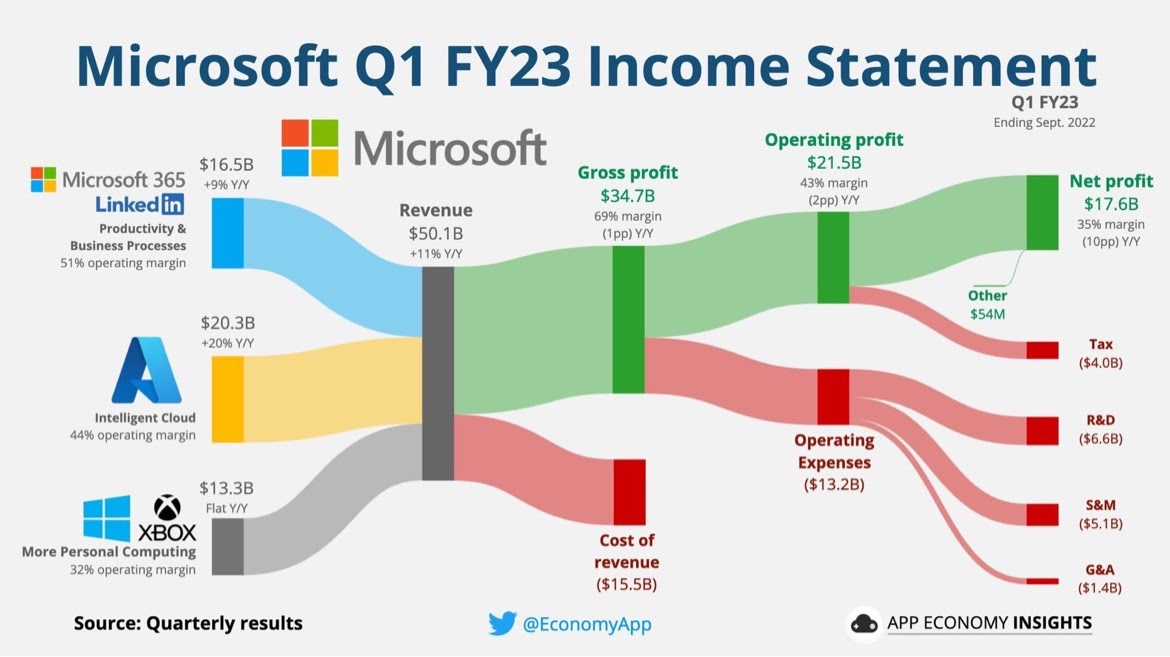 Microsoft Q1 FY23 Income Statement
Q1 FY23
Ending Sept. 2022
Microsoft
Microsoft 365
LinkedIn
Productivity &
Business Processes
51% operating margin
$16.5B
+9% Y/Y
$20.3B
+20% Y/Y
Intelligent Cloud
44% operating margin
$13.3B
Flat Y/Y
XBOX
More Personal Computing
32% operating margin
Revenue
$50.1B
+11% Y/Y
Gross profit
$34.7B
69% margin
(1pp) Y/Y
Cost of
revenue
($15.5B)
Operating profit
$21.5B
43% margin
(2pp) Y/Y
Operating
Expenses
($13.2B)
Net profit
$17.6B
35% margin
(10pp) Y/Y
Other
$54M
Tax
($4.0B)
R&D
($6.6B)
S&M
($5.1B)
G&A
($1.4B)
Source: Quarterly results
@EconomyApp
APP ECONOMY INSIGHTS